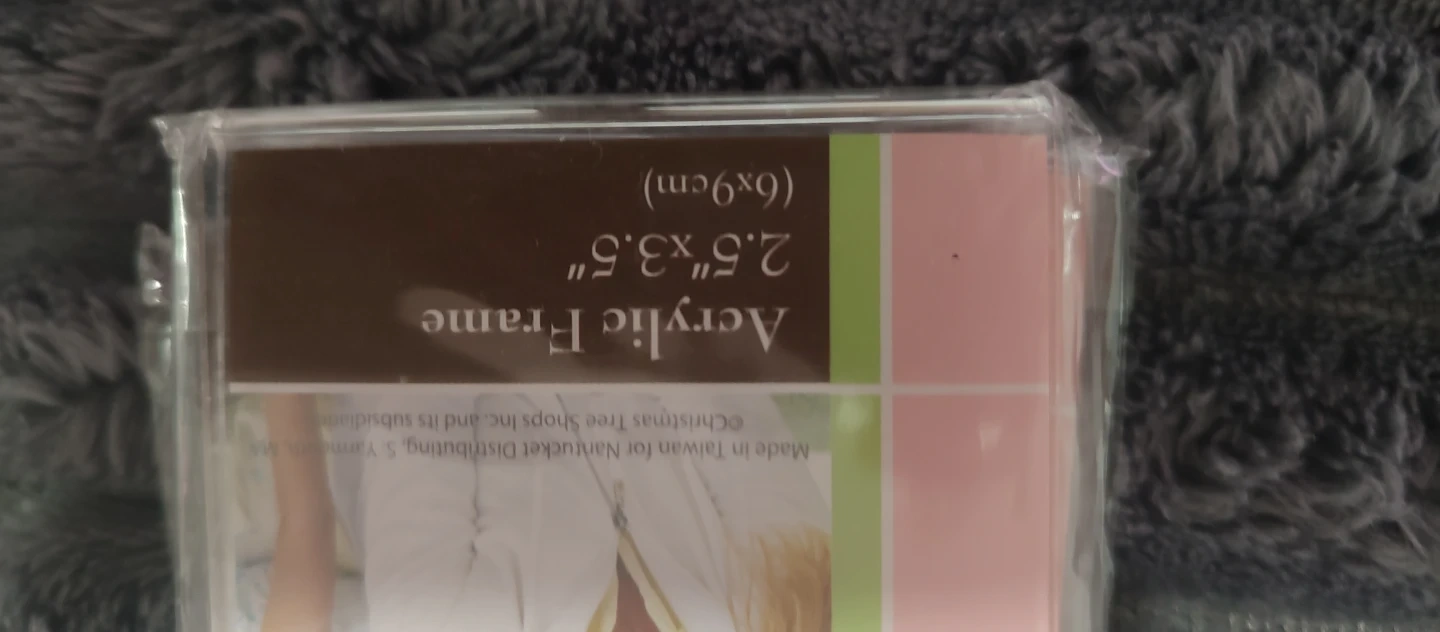 Made in Taiwan for Nantucket Distributing, S. Yarmouth, MA
©Christmas Tree Shops Inc. and its subsidiaries
Acrylic Frame
2.5"x3.5"
(6x9cm)